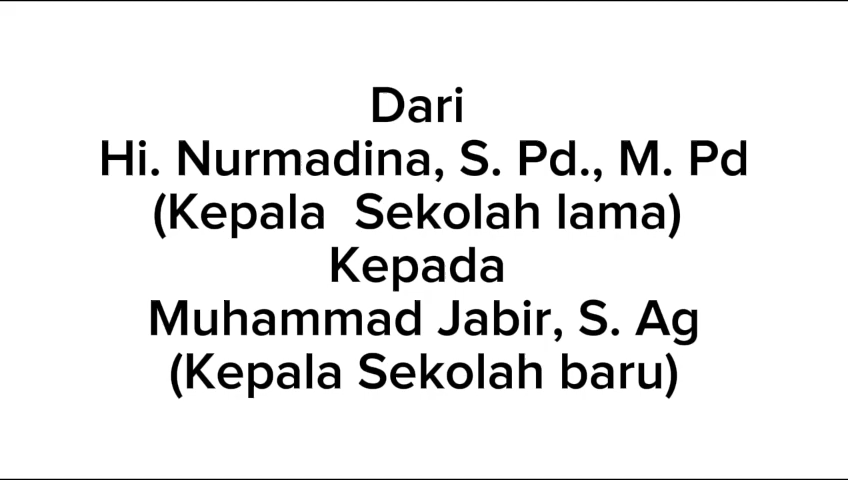 Dari
Hi. Nurmadina, S. Pd., M. Pd
(Kepala Sekolah lama)
Kepada
Muhammad Jabir, S. Ag
(Kepala Sekolah baru)